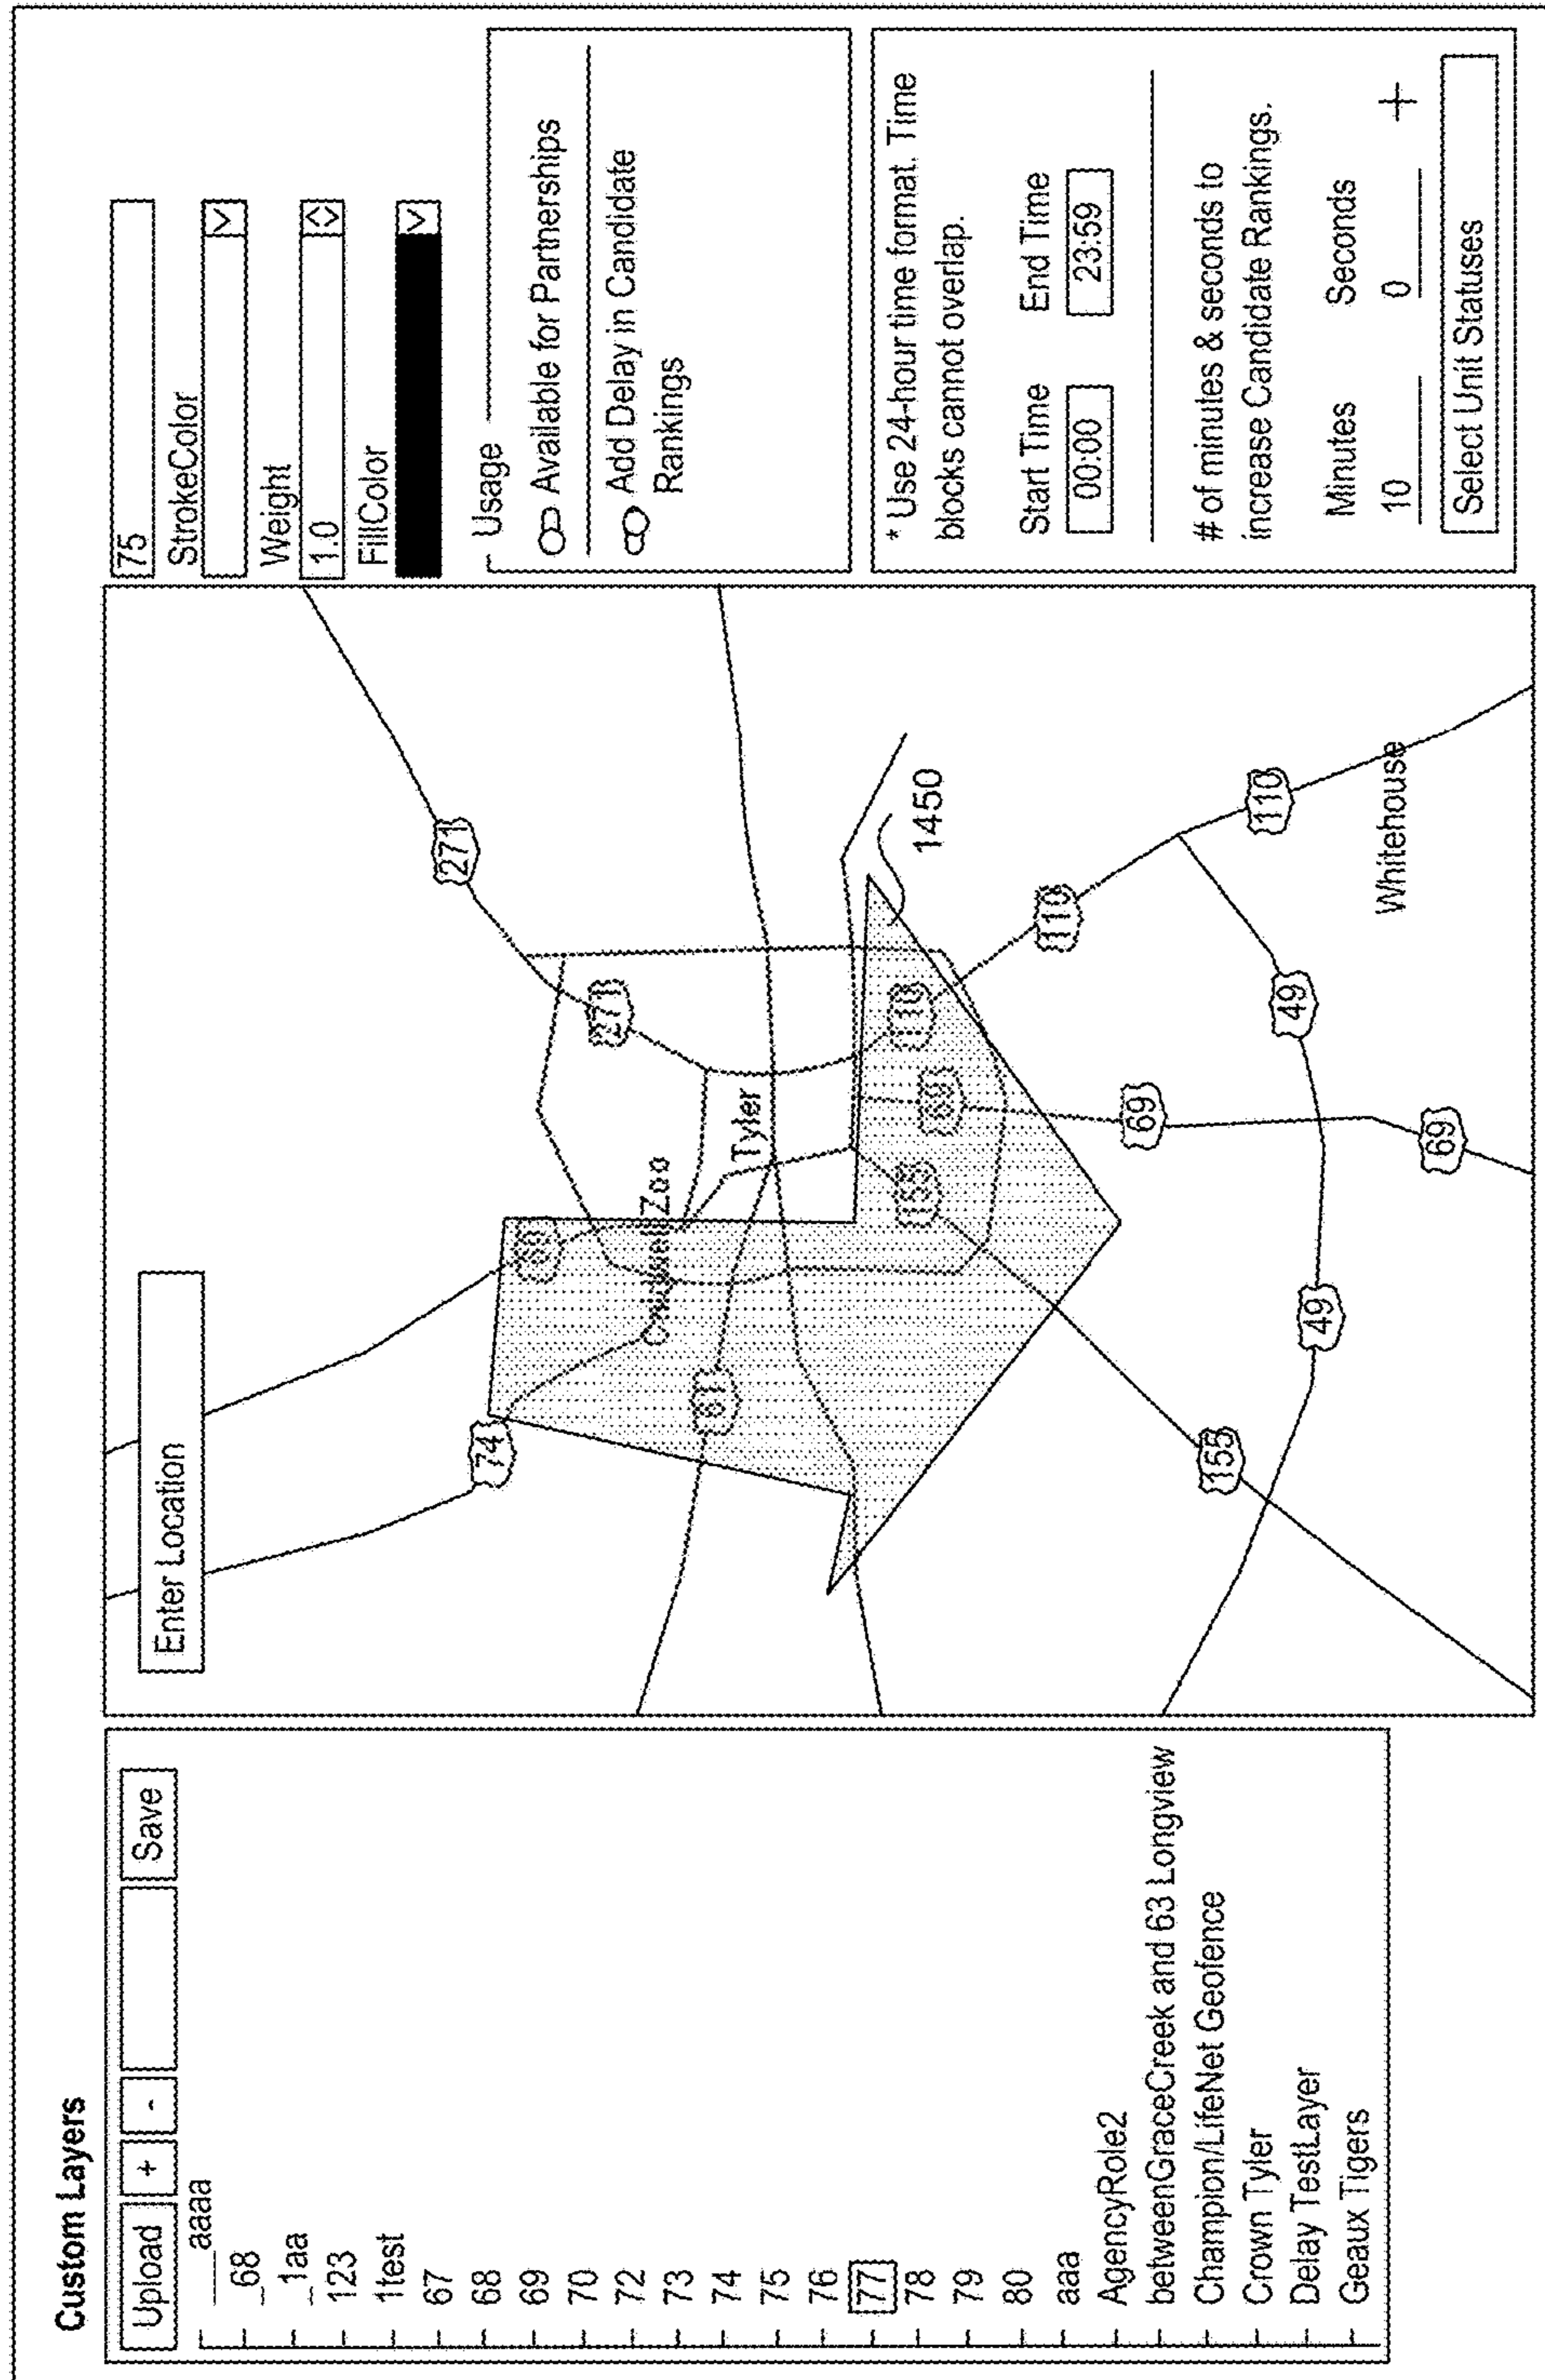 Custom Layers
Upload + - Save
aaaa
_68
_1aa
123
1test
67
68
69
70
72
73
74
75
76
77
78
79
80
aaa
AgencyRole2
betweenGraceCreek and 63 Longview
Champion/LifeNet Geofence
Crown Tyler
Delay TestLayer
Geaux Tigers
Enter Location
271
271
74
69
Zoo
Tyler
81
1450
155
69
110
110
110
69
49
49
69
155
Whitehouse
75
StrokeColor
Weight
1.0
FillColor
Usage
Available for Partnerships
Add Delay in Candidate
Rankings
* Use 24-hour time format. Time
blocks cannot overlap.
Start Time End Time
00:00 23:59
# of minutes & seconds to
increase Candidate Rankings.
Minutes Seconds
10 0 +
Select Unit Statuses